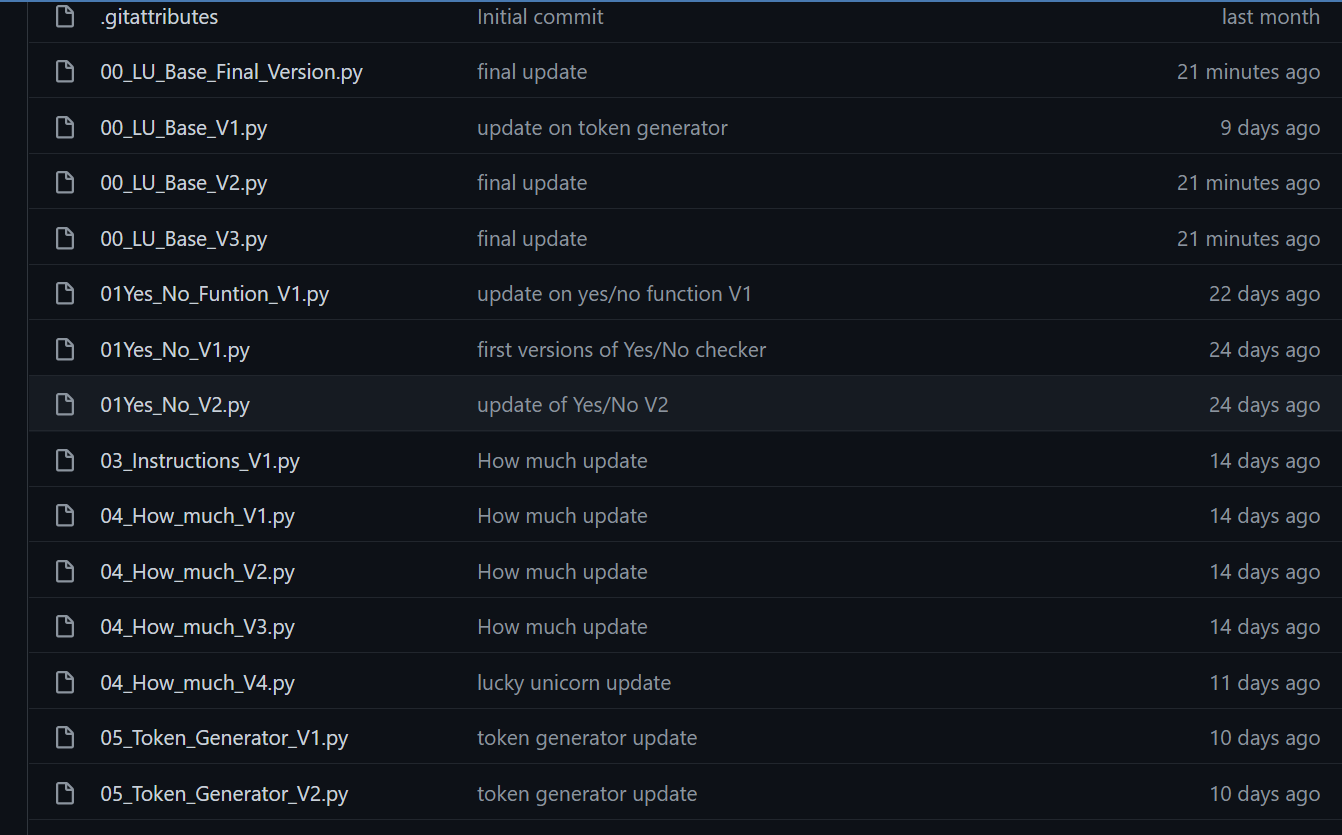 .gitattributes Initial commit last month
00_LU_Base_Final_Version.py final update 21 minutes ago
00_LU_Base_V1.py update on token generator 9 days ago
00_LU_Base_V2.py final update 21 minutes ago
00_LU_Base_V3.py final update 21 minutes ago
01Yes_No_Funtion_V1.py update on yes/no function V1 22 days ago
01Yes_No_V1.py first versions of Yes/No checker 24 days ago
01Yes_No_V2.py update of Yes/No V2 24 days ago
03_Instructions_V1.py How much update 14 days ago
04_How_much_V1.py How much update 14 days ago
04_How_much_V2.py How much update 14 days ago
04_How_much_V3.py How much update 14 days ago
04_How_much_V4.py lucky unicorn update 11 days ago
05_Token_Generator_V1.py token generator update 10 days ago
05_Token_Generator_V2.py token generator update 10 days ago